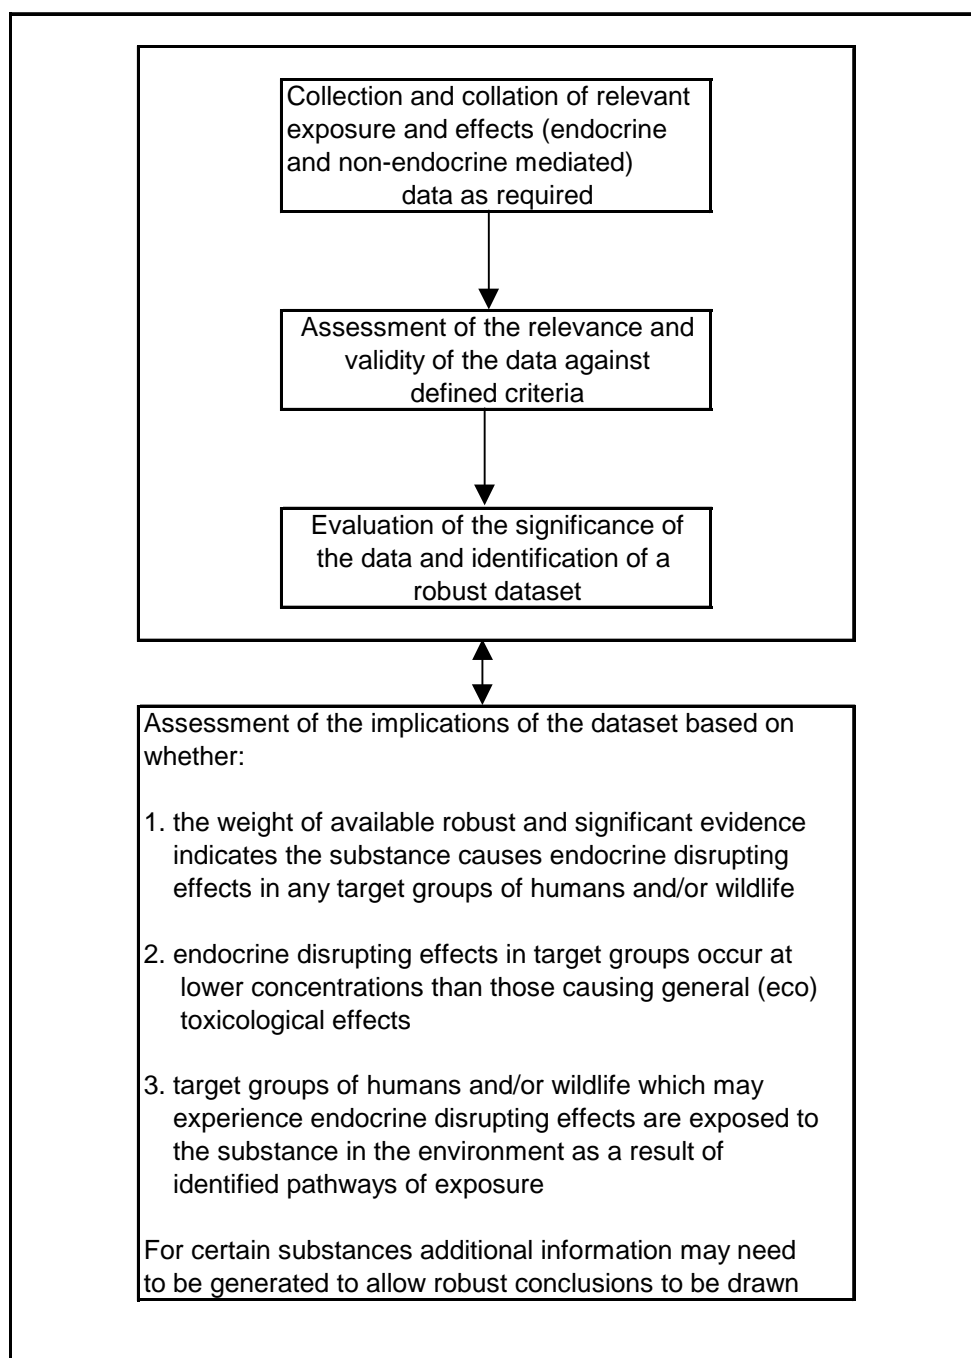 Collection and collation of relevant
exposure and effects (endocrine
and non-endocrine mediated)
data as required
Assessment of the relevance and
validity of the data against
defined criteria
Evaluation of the significance of
the data and identification of a
robust dataset
Assessment of the implications of the dataset based on
whether:
1. the weight of available robust and significant evidence
indicates the substance causes endocrine disrupting
effects in any target groups of humans and/or wildlife
2. endocrine disrupting effects in target groups occur at
lower concentrations than those causing general (eco)
toxicological effects
3. target groups of humans and/or wildlife which may
experience endocrine disrupting effects are exposed to
the substance in the environment as a result of
identified pathways of exposure
For certain substances additional information may need
to be generated to allow robust conclusions to be drawn